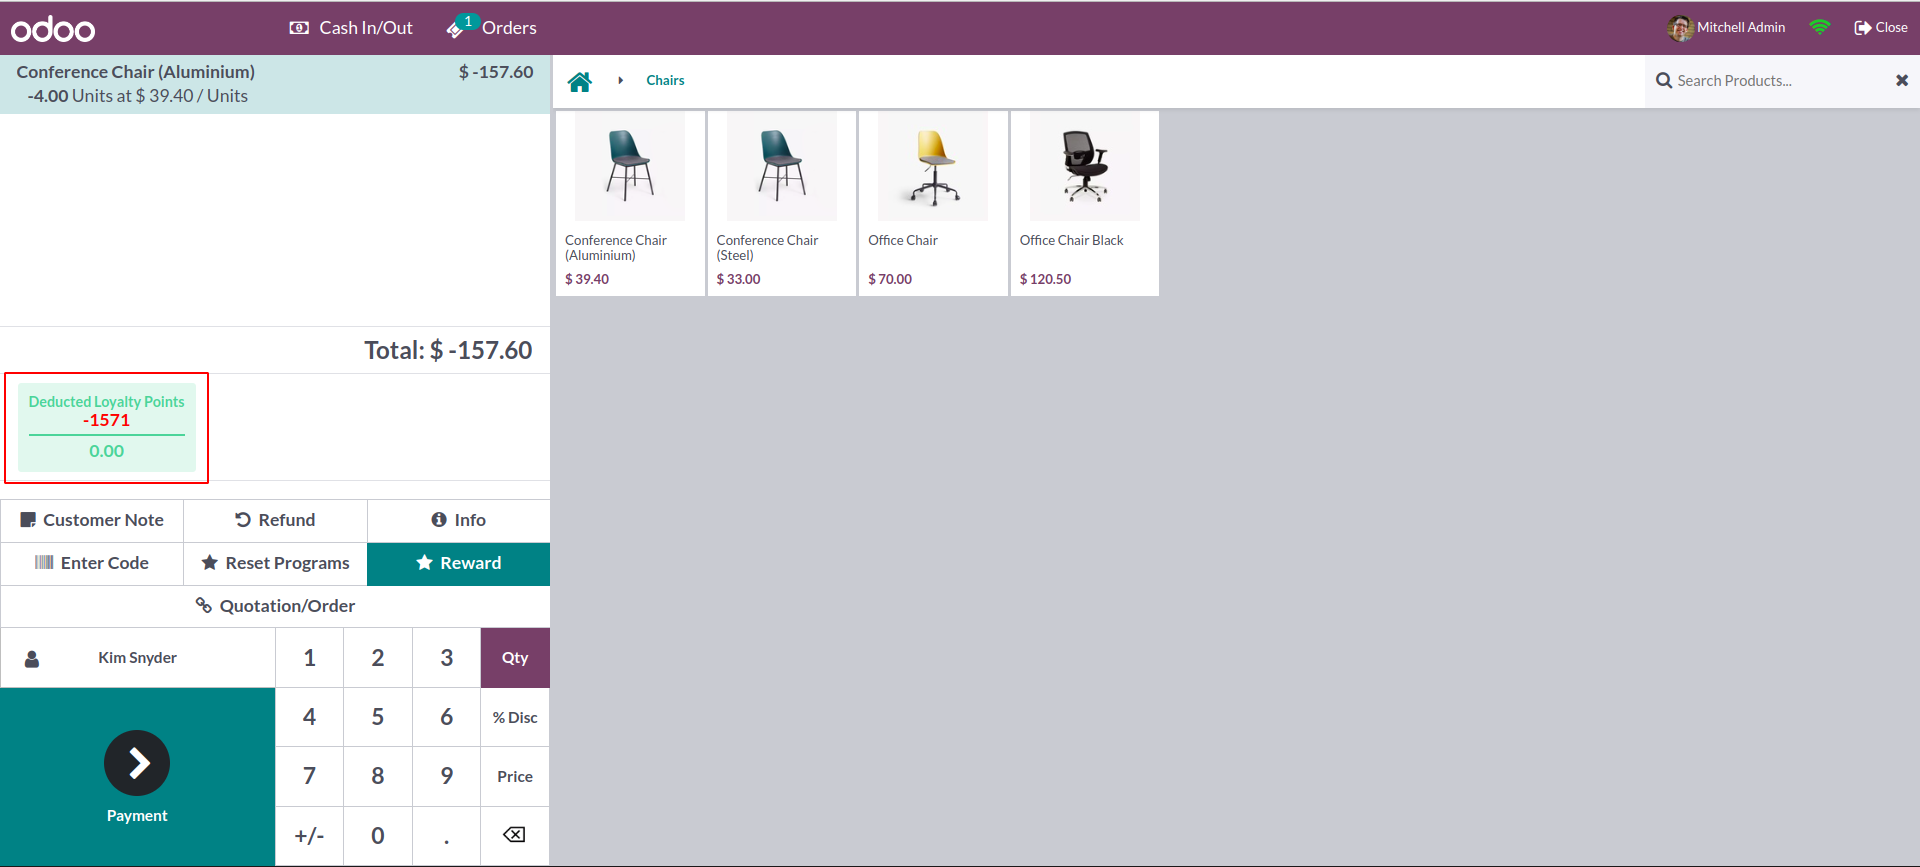 odoo
Cash In/Out
1
Orders
Mitchell Admin
Close
Conference Chair (Aluminium)
$ -157.60
-4.00 Units at $ 39.40 / Units
Chairs
Search Products...
Conference Chair
(Aluminium)
$ 39.40
Conference Chair
(Steel)
$ 33.00
Office Chair
$ 70.00
Office Chair Black
$ 120.50
Total: $ -157.60
Deducted Loyalty Points
-1571
0.00
Customer Note
Refund
Info
Enter Code
Reset Programs
Reward
Quotation/Order
Kim Snyder
1
2
3
Qty
4
5
6
% Disc
7
8
9
Price
Payment
+/-
0
.